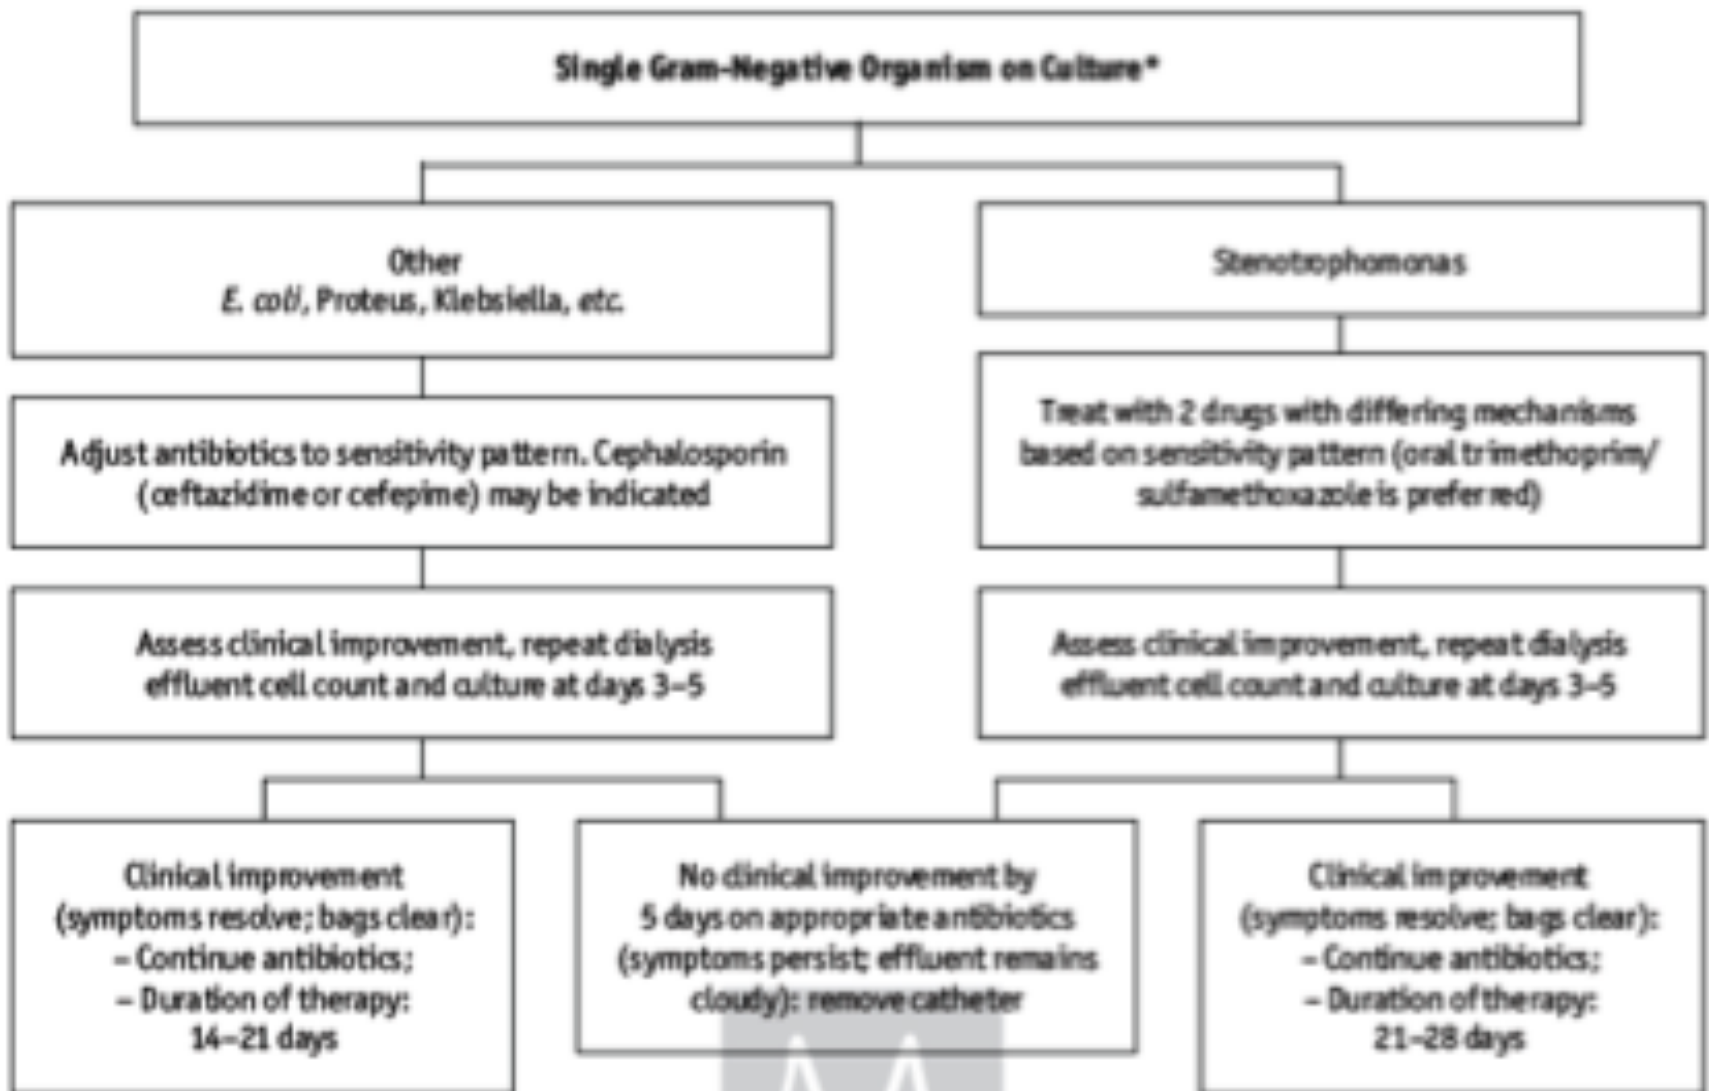 Single Gram-Negative Organism on Culture*
Other
E. coli, Proteus, Klebsiella, etc.
Stenotrophomonas
Adjust antibiotics to sensitivity pattern. Cephalosporin
(ceftazidime or cefepime) may be indicated
Treat with 2 drugs with differing mechanisms
based on sensitivity pattern (oral trimethoprim/
sulfamethoxazole is preferred)
Assess clinical improvement, repeat dialysis
effluent cell count and culture at days 3–5
Assess clinical improvement, repeat dialysis
effluent cell count and culture at days 3–5
Clinical improvement
(symptoms resolve; bags clear):
– Continue antibiotics;
– Duration of therapy:
14–21 days
No clinical improvement by
5 days on appropriate antibiotics
(symptoms persist; effluent remains
cloudy): remove catheter
Clinical improvement
(symptoms resolve; bags clear):
– Continue antibiotics;
– Duration of therapy:
21–28 days